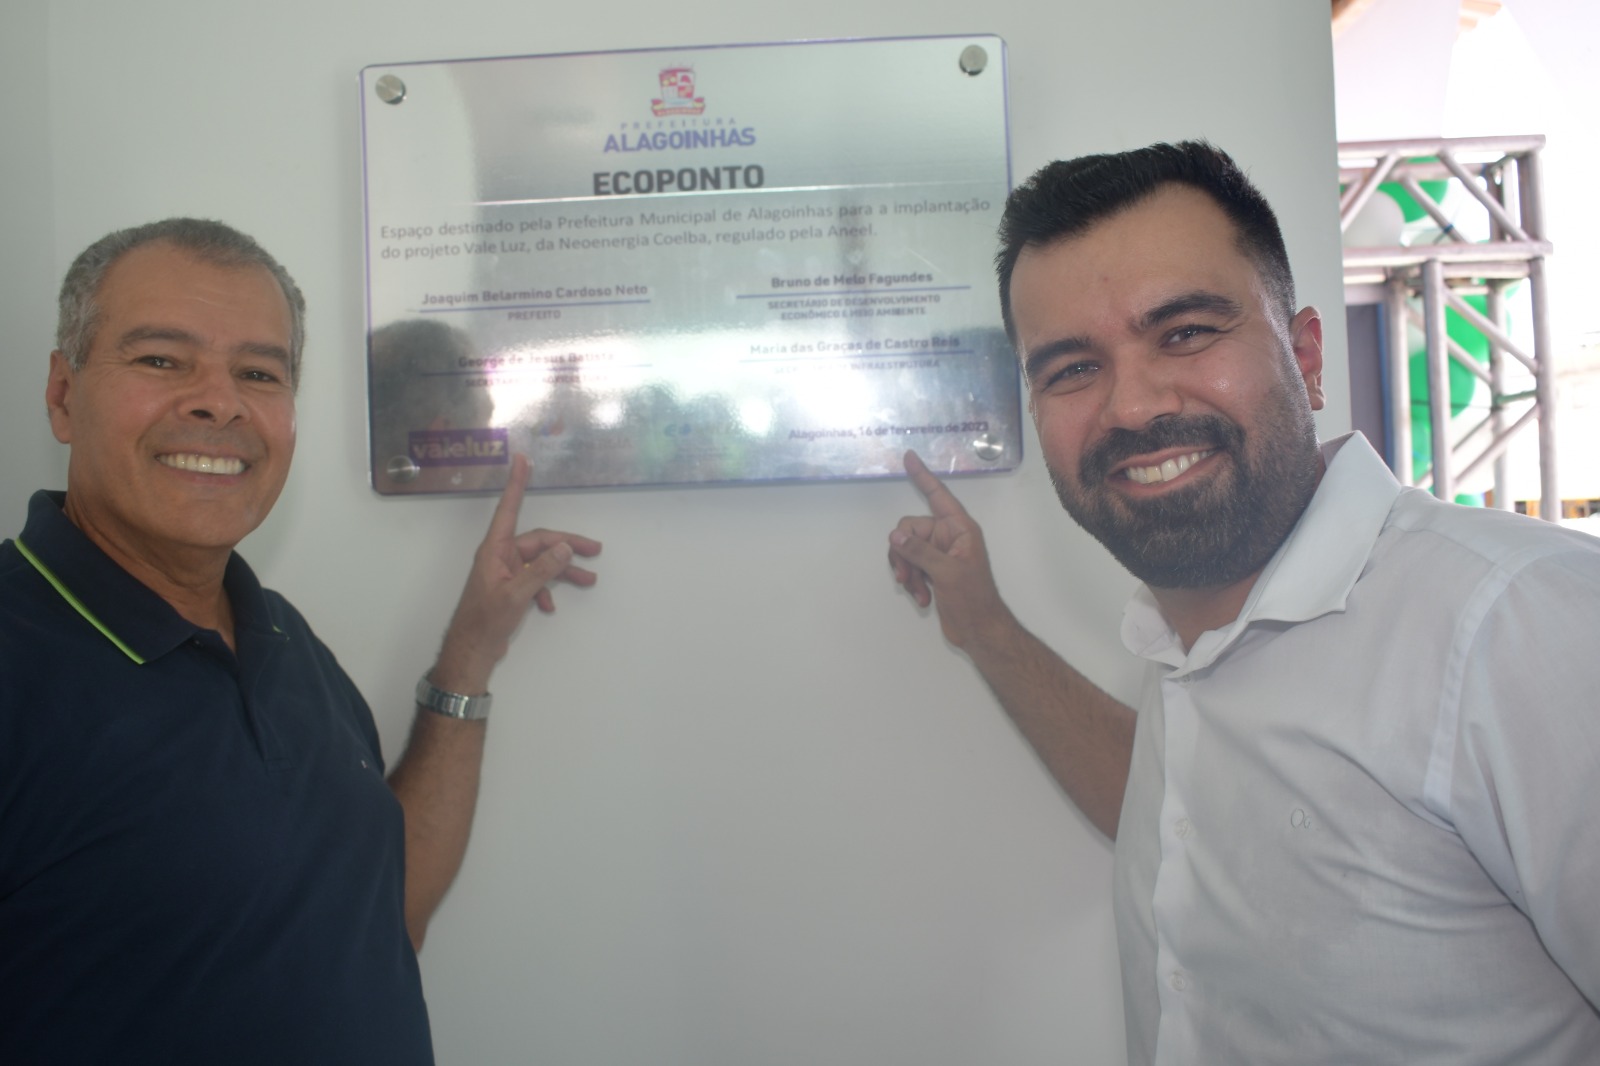 PREFEITURA
ALAGOINHAS
ECOPONTO
Espaço destinado pela Prefeitura Municipal de Alagoinhas para a implantação
do projeto Vale Luz, da Neoenergia Coelba, regulado pela Aneel.
Joaquim Belarmino Cardoso Neto
PREFEITO
Bruno de Melo Fagundes
SECRETÁRIO DE DESENVOLVIMENTO
ECONÔMICO E MEIO AMBIENTE
George de Jesus Batista
Maria das Graças de Castro Reis
INFRAESTRUTURA
valeluz
Alagoinhas, 16 de fevereiro de 2023